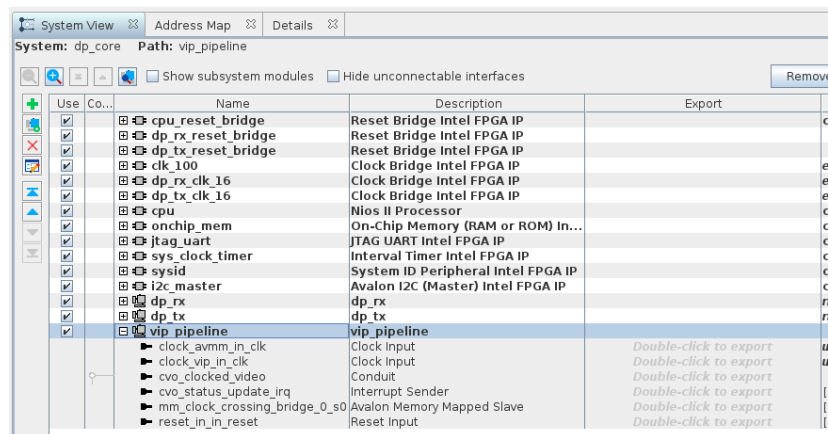 System View Address Map Details
System: dp_core Path: vip_pipeline
Show subsystem modules Hide unconnectable interfaces Remove
Use Co... Name Description Export
cpu_reset_bridge Reset Bridge Intel FPGA IP
dp_rx_reset_bridge Reset Bridge Intel FPGA IP
dp_tx_reset_bridge Reset Bridge Intel FPGA IP
clk_100 Clock Bridge Intel FPGA IP
dp_rx_clk_16 Clock Bridge Intel FPGA IP
dp_tx_clk_16 Clock Bridge Intel FPGA IP
cpu Nios II Processor
onchip_mem On-Chip Memory (RAM or ROM) In...
jtag_uart JTAG UART Intel FPGA IP
sys_clock_timer Interval Timer Intel FPGA IP
sysid System ID Peripheral Intel FPGA IP
i2c_master Avalon I2C (Master) Intel FPGA IP
dp_rx dp_rx
dp_tx dp_tx
vip_pipeline vip_pipeline
clock_avmm_in_clk Clock Input Double-click to export
clock_vip_in_clk Clock Input Double-click to export
cvo_clocked_video Conduit Double-click to export
cvo_status_update_irq Interrupt Sender Double-click to export
mm_clock_crossing_bridge_0_s0 Avalon Memory Mapped Slave Double-click to export
reset_in_in_reset Reset Input Double-click to export